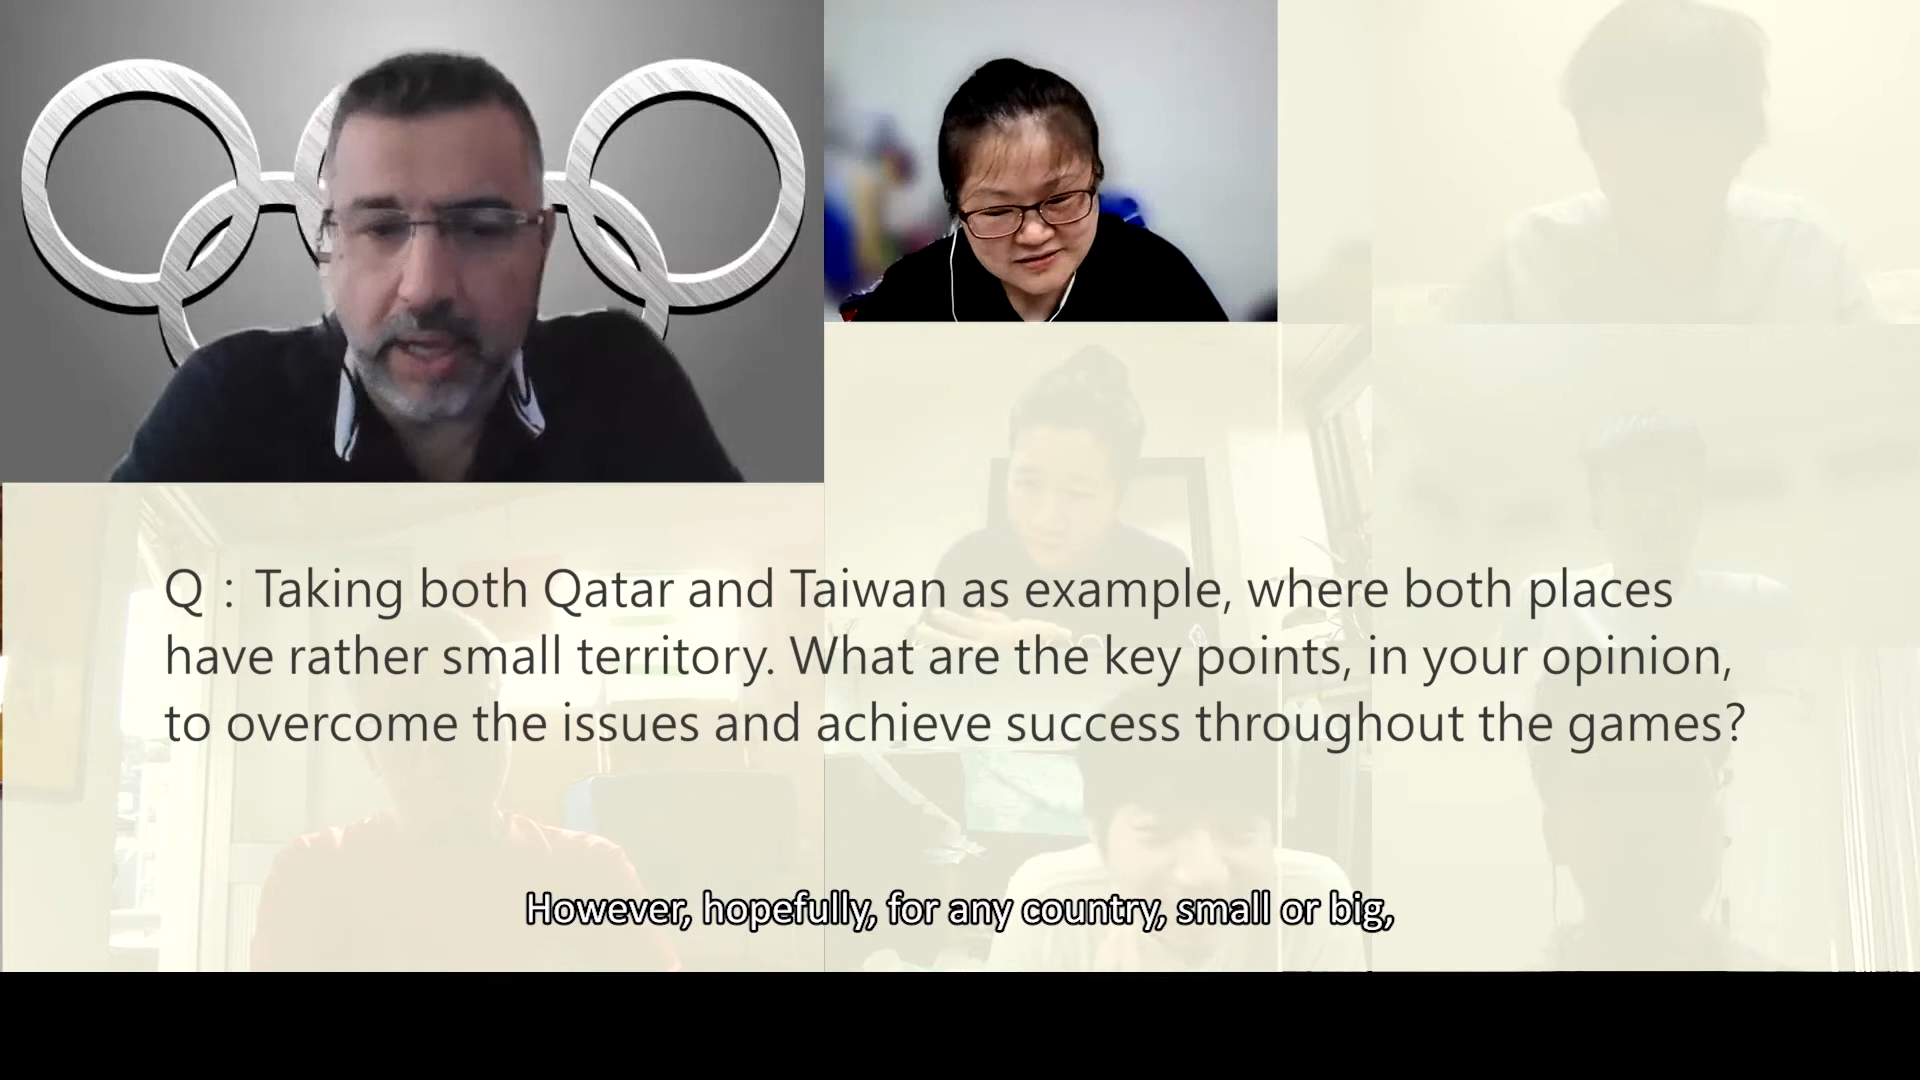 Q : Taking both Qatar and Taiwan as example, where both places
have rather small territory. What are the key points, in your opinion,
to overcome the issues and achieve success throughout the games?
However, hopefully, for any country, small or big,